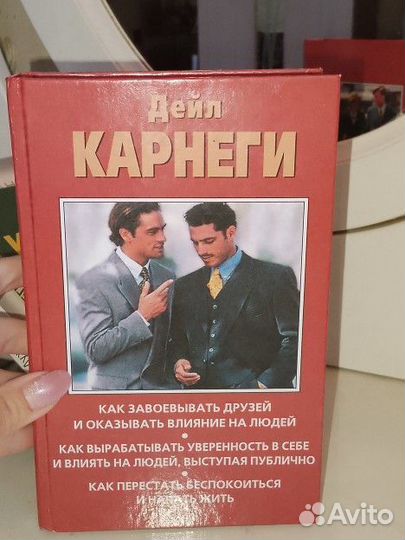 Дейл
КАРНЕГИ
КАК ЗАВОЕВЫВАТЬ ДРУЗЕЙ
И ОКАЗЫВАТЬ ВЛИЯНИЕ НА ЛЮДЕЙ
•
КАК ВЫРАБАТЫВАТЬ УВЕРЕННОСТЬ В СЕБЕ
И ВЛИЯТЬ НА ЛЮДЕЙ, ВЫСТУПАЯ ПУБЛИЧНО
•
КАК ПЕРЕСТАТЬ БЕСПОКОИТЬСЯ
И НАЧАТЬ ЖИТЬ
Avito